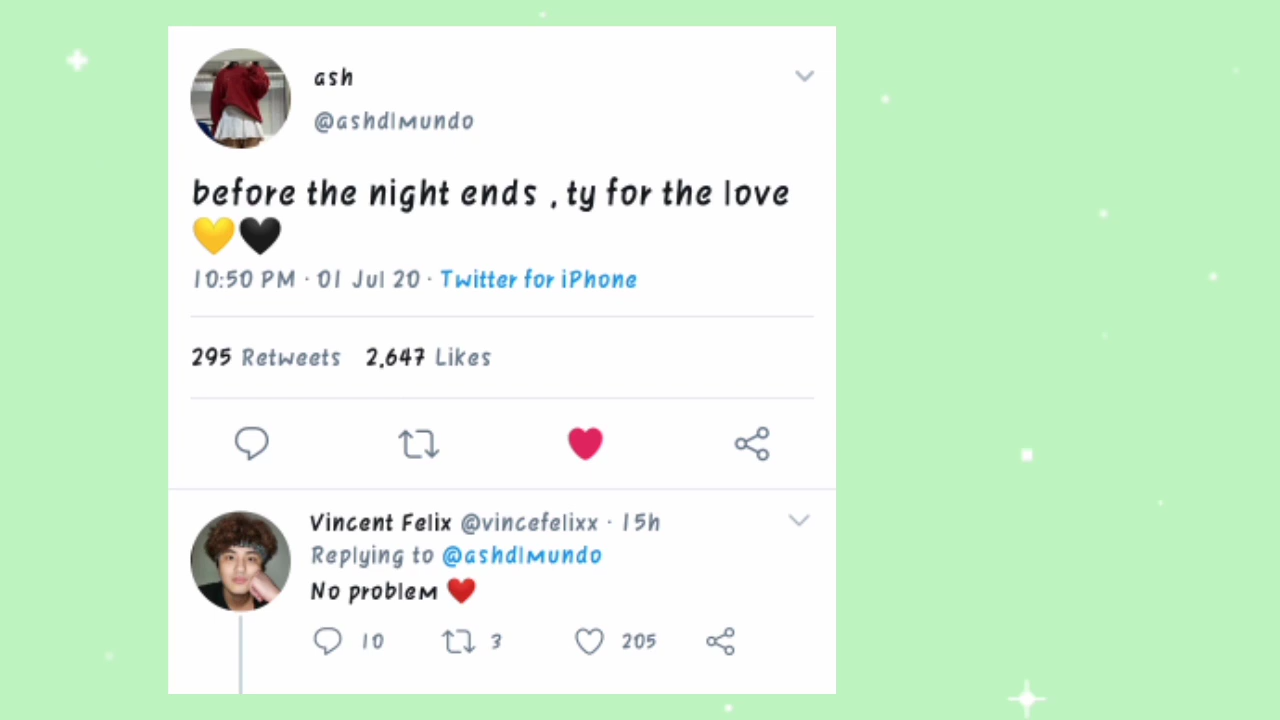 ash
@ashdlmundo
before the night ends , ty for the love
💛🖤
10:50 PM · 01 Jul 20 · Twitter for iPhone
295 Retweets 2,647 Likes
Vincent Felix @vincefelixx · 15h
Replying to @ashdlmundo
No problem ❤️
10 3 205